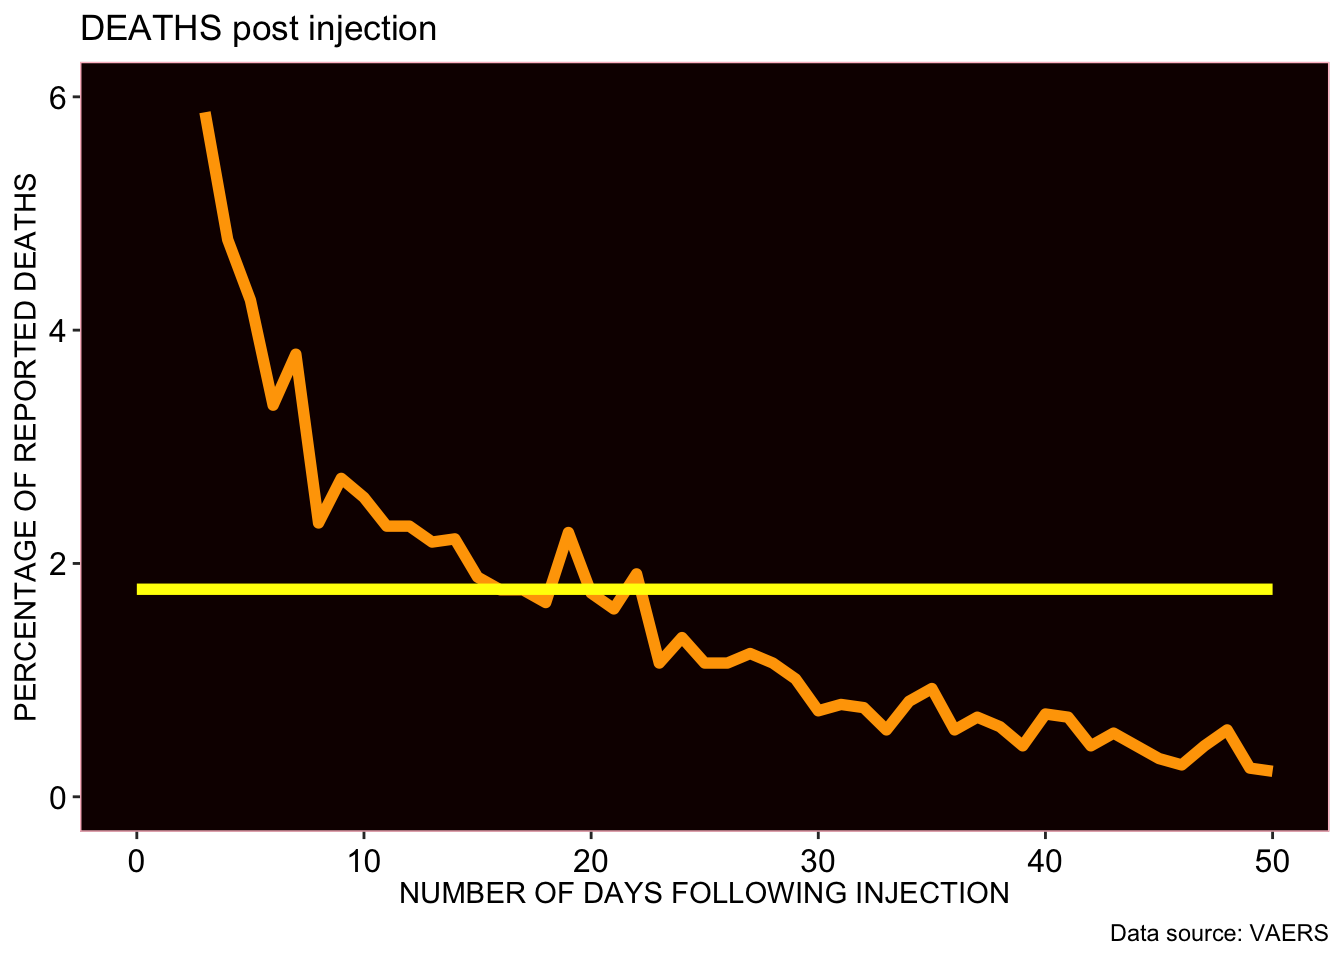 DEATHS post injection
PERCENTAGE OF REPORTED DEATHS
6
4
2
0
0 10 20 30 40 50
NUMBER OF DAYS FOLLOWING INJECTION
Data source: VAERS